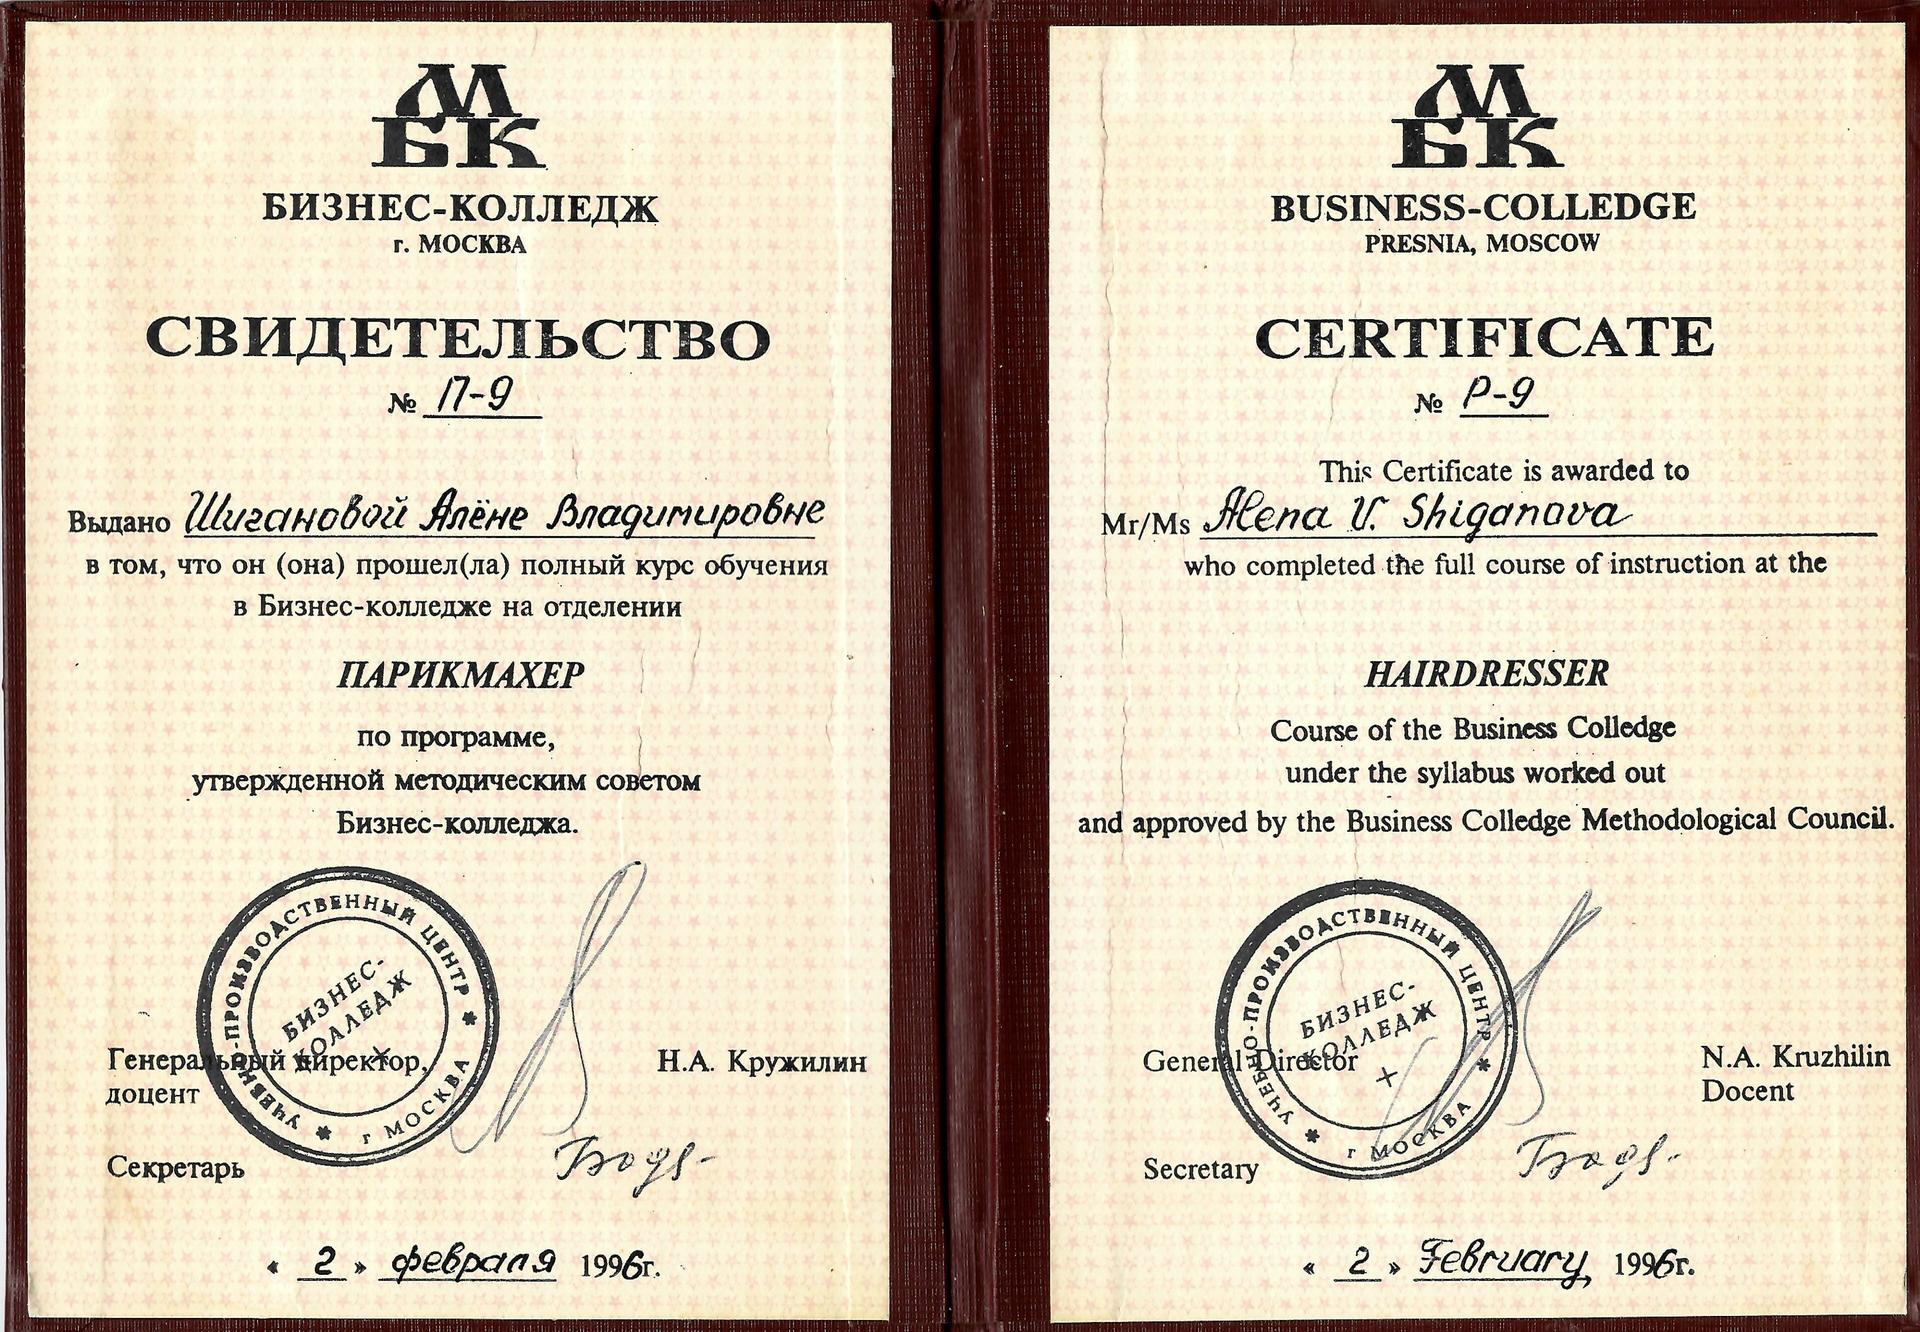 МБК
БИЗНЕС-КОЛЛЕДЖ
г. МОСКВА
СВИДЕТЕЛЬСТВО
№ П-9
Выдано Шигановой Алёне Владимировне
в том, что он (она) прошел(ла) полный курс обучения
в Бизнес-колледже на отделении
ПАРИКМАХЕР
по программе,
утвержденной методическим советом
Бизнес-колледжа.
УЧЕБНО-ПРОИЗВОДСТВЕННЫЙ ЦЕНТР
г МОСКВА
БИЗНЕС-
КОЛЛЕДЖ
Генеральный директор,
доцент
Н.А. Кружилин
Секретарь
« 2 » февраля 1996г.
МБК
BUSINESS-COLLEDGE
PRESNIA, MOSCOW
CERTIFICATE
№ P-9
This Certificate is awarded to
Mr/Ms Alena V. Shiganova
who completed the full course of instruction at the
HAIRDRESSER
Course of the Business Colledge
under the syllabus worked out
and approved by the Business Colledge Methodological Council.
УЧЕБНО-ПРОИЗВОДСТВЕННЫЙ ЦЕНТР
г МОСКВА
БИЗНЕС-
КОЛЛЕДЖ
General Director
N.A. Kruzhilin
Docent
Secretary
« 2 » February 1996г.